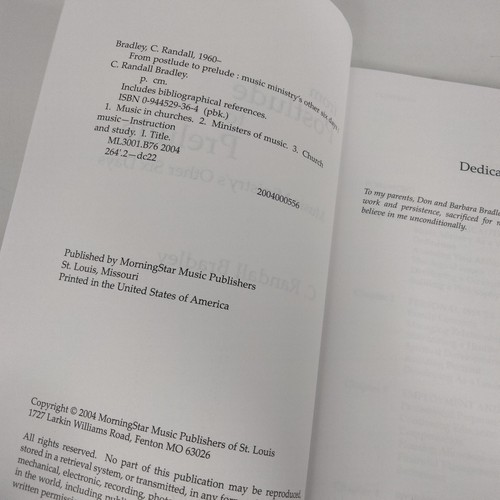 Bradley, C. Randall, 1960–
From postlude to prelude : music ministry's other six days /
C. Randall Bradley.
p. cm.
Includes bibliographical references.
ISBN 0-944529-36-4 (pbk.)
1. Music in churches. 2. Ministers of music. 3. Church
music—Instruction
and study. I. Title.
ML3001.B76 2004
264'.2—dc22
2004000556
Published by MorningStar Music Publishers
St. Louis, Missouri
Printed in the United States of America
Copyright © 2004 MorningStar Music Publishers of St. Louis
1727 Larkin Williams Road, Fenton MO 63026
All rights reserved. No part of this publication may be reproduced,
stored in a retrieval system, or transmitted, in any form
mechanical, electronic, recording,
in the world, including
written
Dedica
To my parents, Don and Barbara Bradle
work and persistence, sacrificed for
believe in me unconditionally.